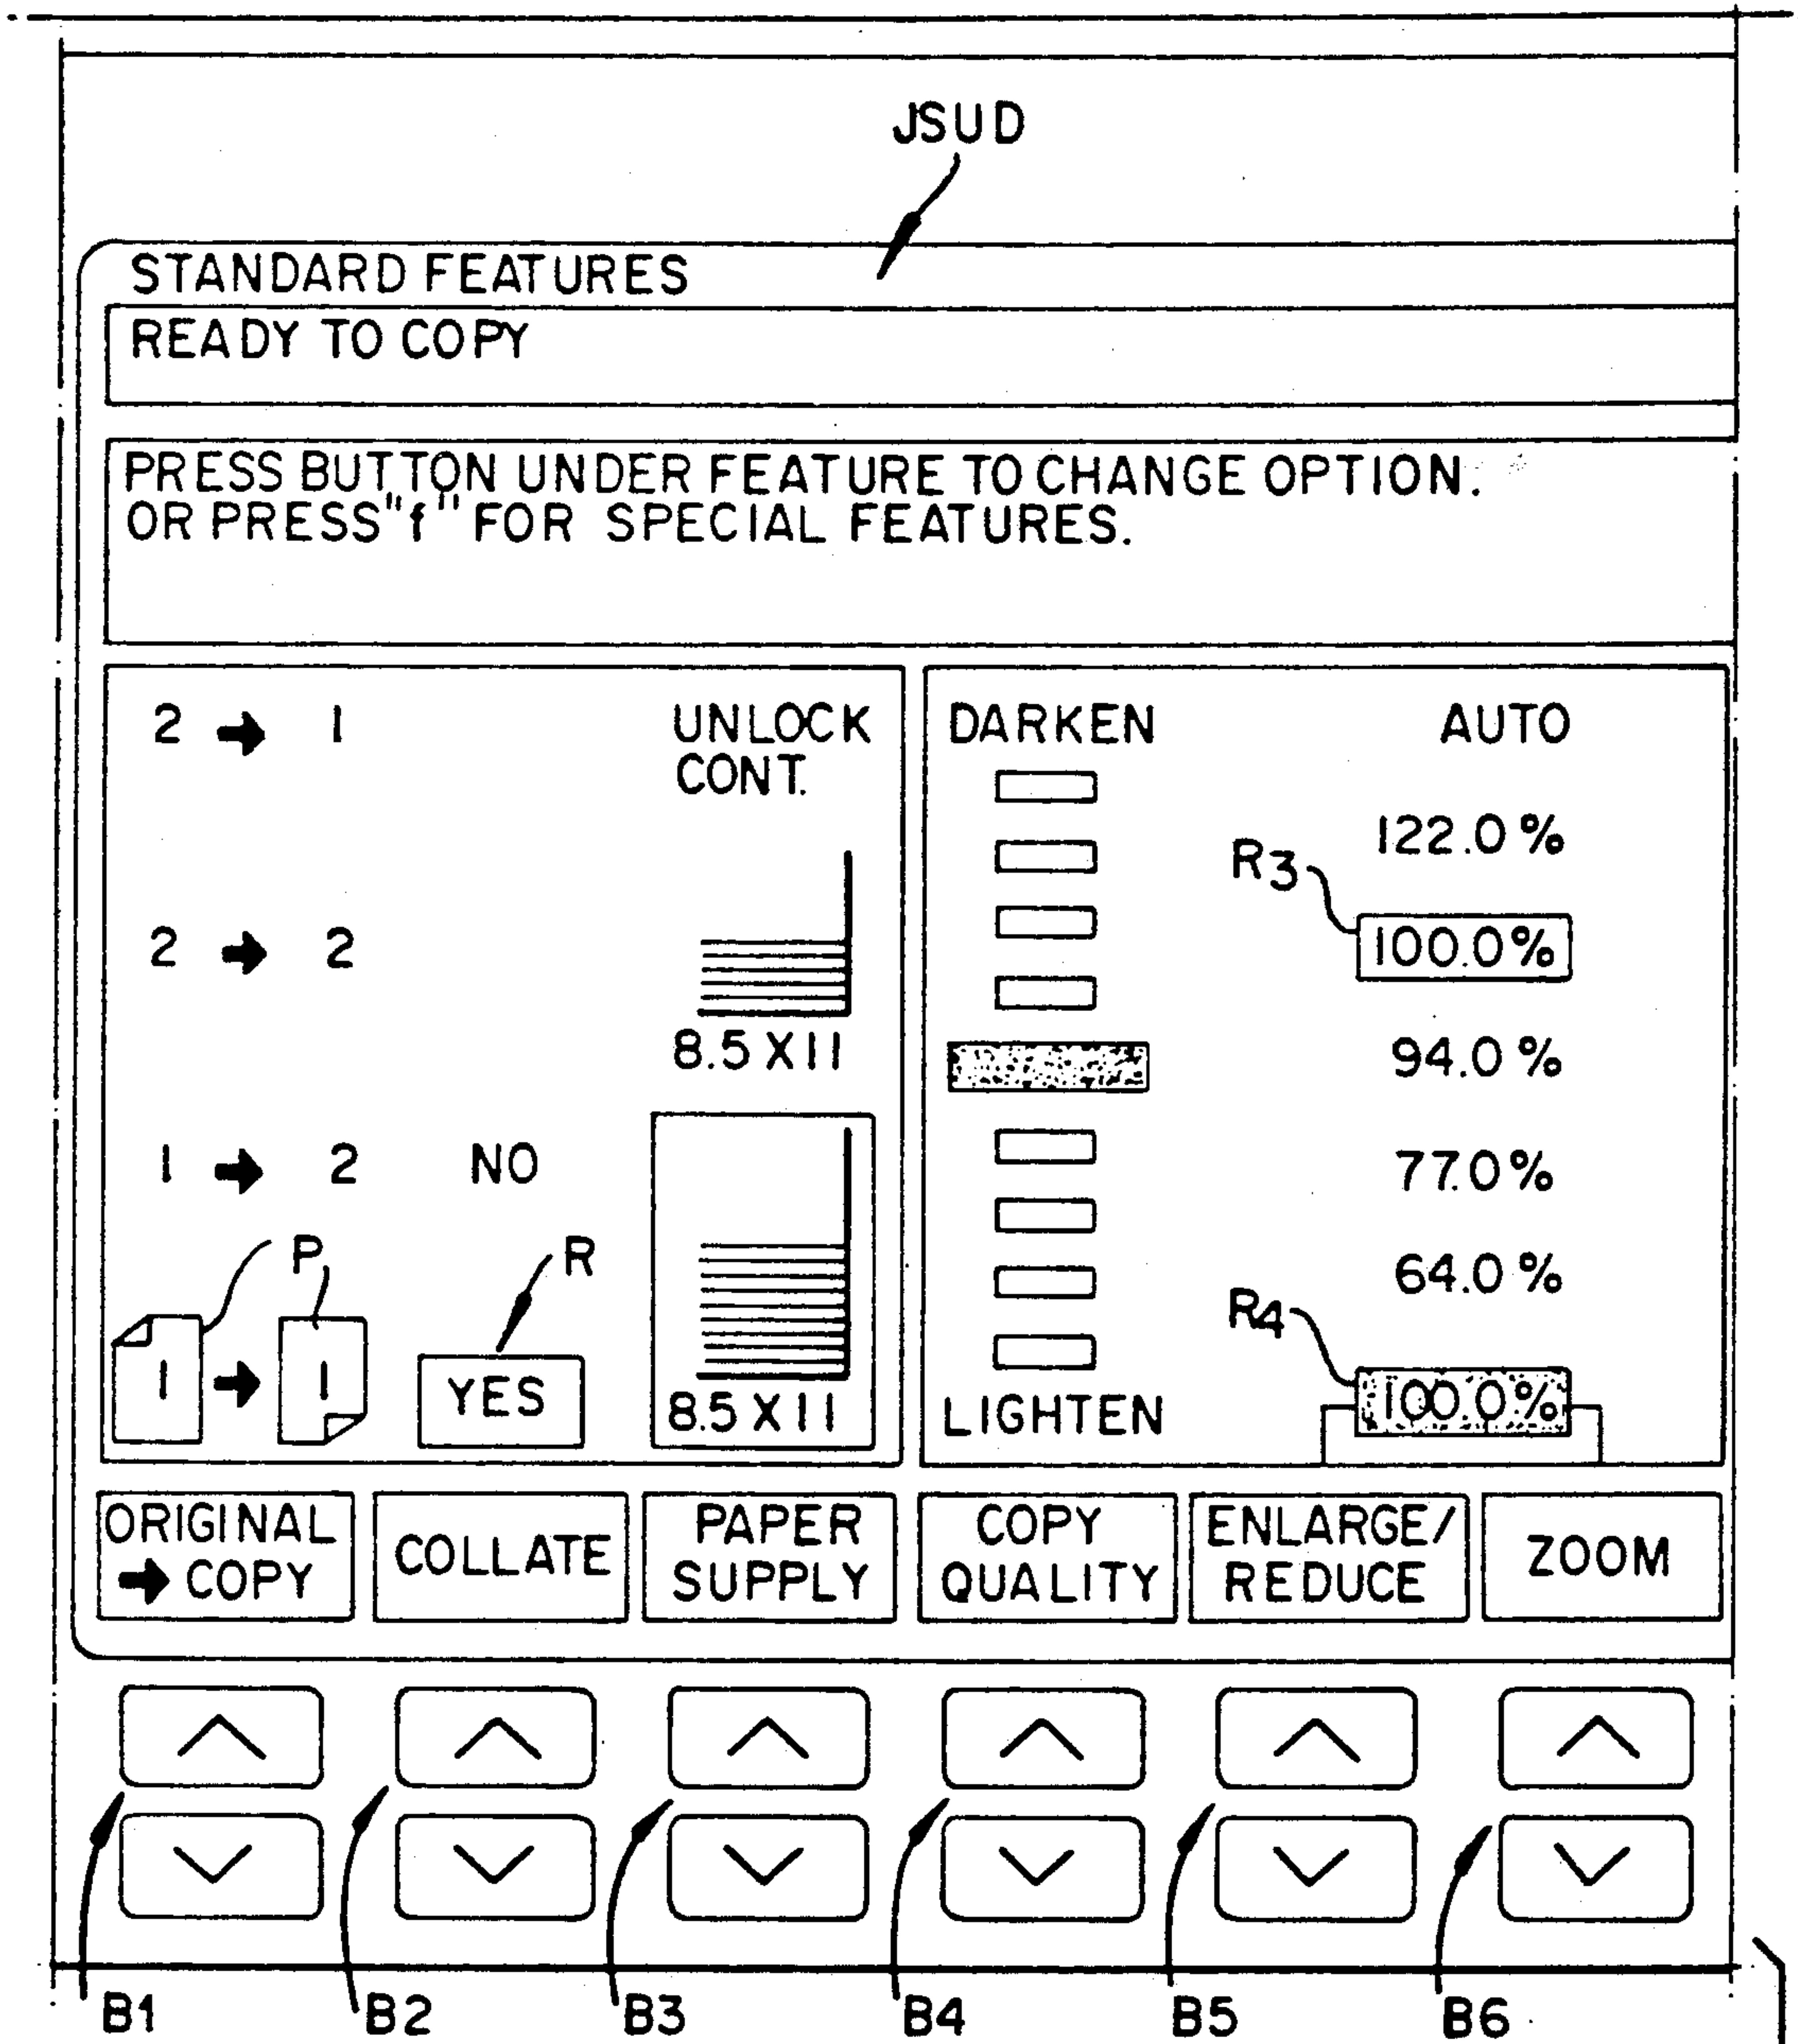 JSUD
STANDARD FEATURES
READY TO COPY
PRESS BUTTON UNDER FEATURE TO CHANGE OPTION.
OR PRESS "f" FOR SPECIAL FEATURES.
2 → 1
UNLOCK
CONT.
2 → 2
8.5 X 11
1 → 2
NO
P
R
1 → 1
YES
8.5 X 11
DARKEN
AUTO
122.0 %
R3
100.0%
94.0 %
77.0%
64.0 %
R4
100.0%
LIGHTEN
ORIGINAL
→ COPY
COLLATE
PAPER
SUPPLY
COPY
QUALITY
ENLARGE/
REDUCE
ZOOM
B1
B2
B3
B4
B5
B6